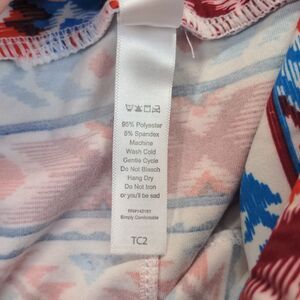 95% Polyester
5% Spandex
Machine
Wash Cold
Gentle Cycle
Do Not Bleach
Hang Dry
Do Not Iron
or you'll be sad
Simply Comfortable
TC2